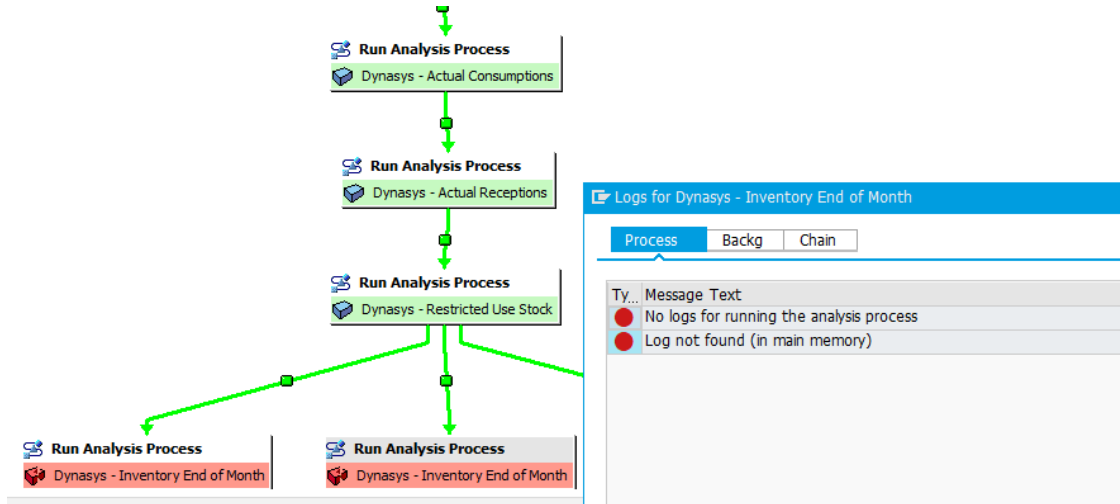 Run Analysis Process
Dynasys - Actual Consumptions
Run Analysis Process
Dynasys - Actual Receptions
Run Analysis Process
Dynasys - Restricted Use Stock
Run Analysis Process
Dynasys - Inventory End of Month
Run Analysis Process
Dynasys - Inventory End of Month
Logs for Dynasys - Inventory End of Month
Process Backg Chain
Ty... Message Text
No logs for running the analysis process
Log not found (in main memory)